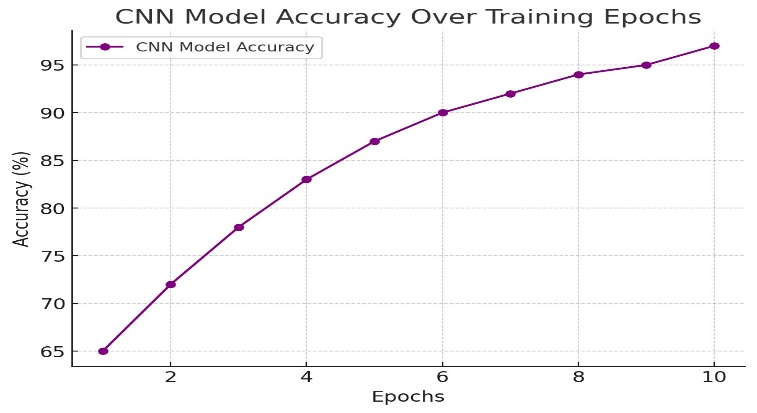 CNN Model Accuracy Over Training Epochs
CNN Model Accuracy
Accuracy (%)
95
90
85
80
75
70
65
2 4 6 8 10
Epochs